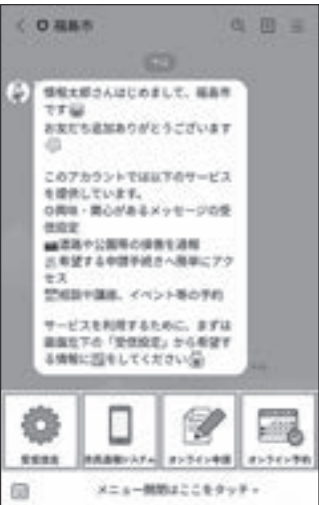 福島市
今日
情報太郎さんはじめまして、福島市
です
お友だち追加ありがとうございます
このアカウントでは以下のサービス
を提供しています。
○興味・関心があるメッセージの受
信設定
道路や公園等の損傷を通報
希望する申請手続きへ簡単にアク
セス
相談や講座、イベント等の予約
サービスを利用するために、まずは
画面左下の「受信設定」から希望す
る情報に☑をしてください
受信設定
市民通報システム
オンライン申請
オンライン予約
メニュー開閉はここをタッチ